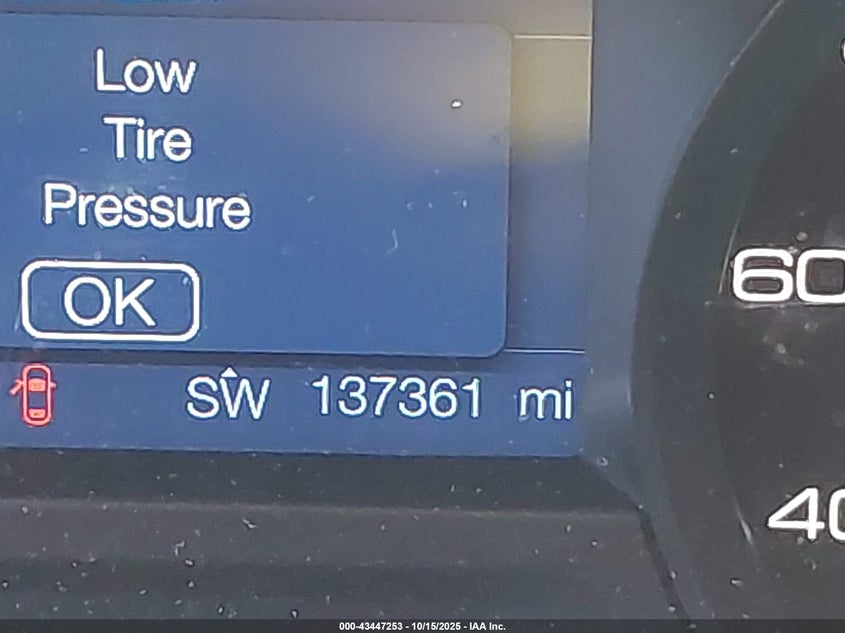 Low
Tire
Pressure
OK
SW 137361 mi
60
40
000-43447253 - 10/15/2025 - IAA Inc.